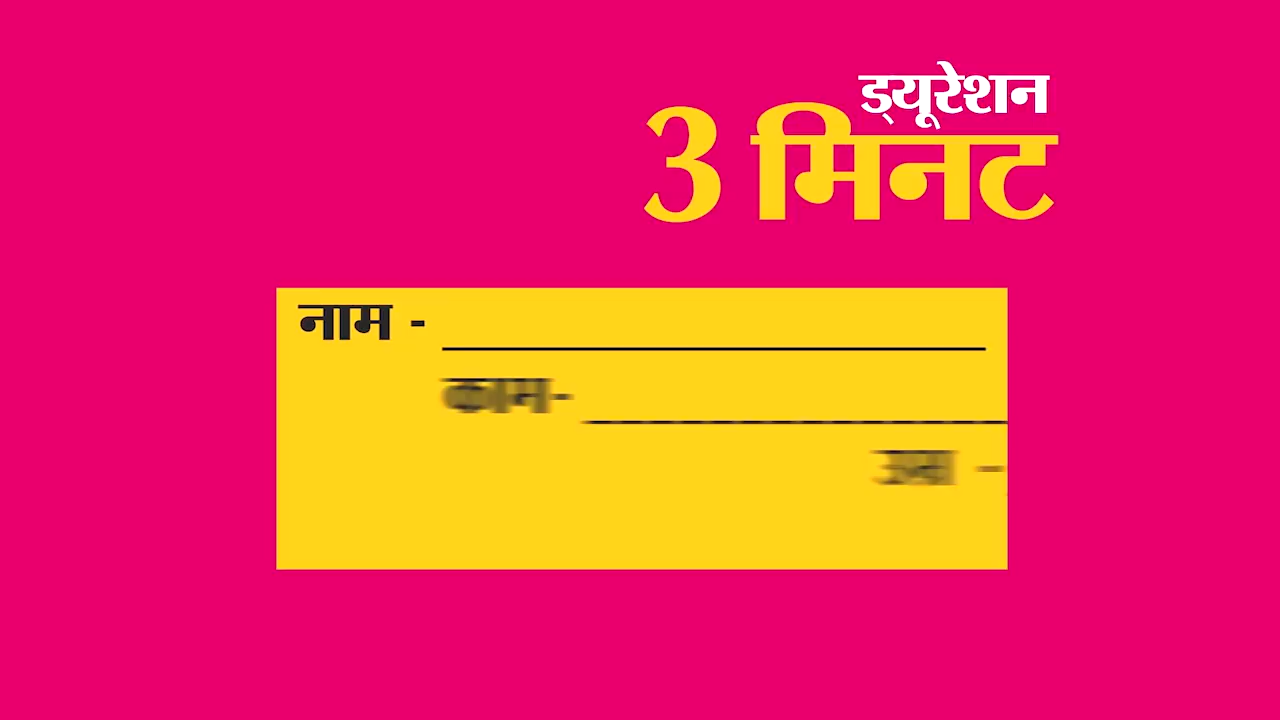 ड्यूरेशन
3 मिनट
नाम -
काम-